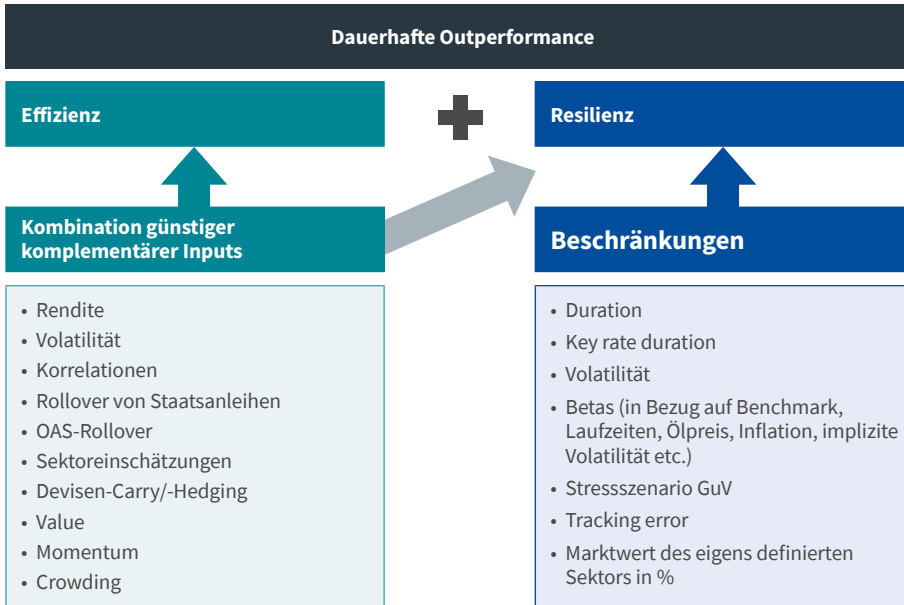 Dauerhafte Outperformance
Effizienz
Resilienz
Kombination günstiger
komplementärer Inputs
Beschränkungen
• Rendite
• Volatilität
• Korrelationen
• Rollover von Staatsanleihen
• OAS-Rollover
• Sektoreinschätzungen
• Devisen-Carry/-Hedging
• Value
• Momentum
• Crowding
• Duration
• Key rate duration
• Volatilität
• Betas (in Bezug auf Benchmark,
Laufzeiten, Ölpreis, Inflation, implizite
Volatilität etc.)
• Stressszenario GuV
• Tracking error
• Marktwert des eigens definierten
Sektors in %